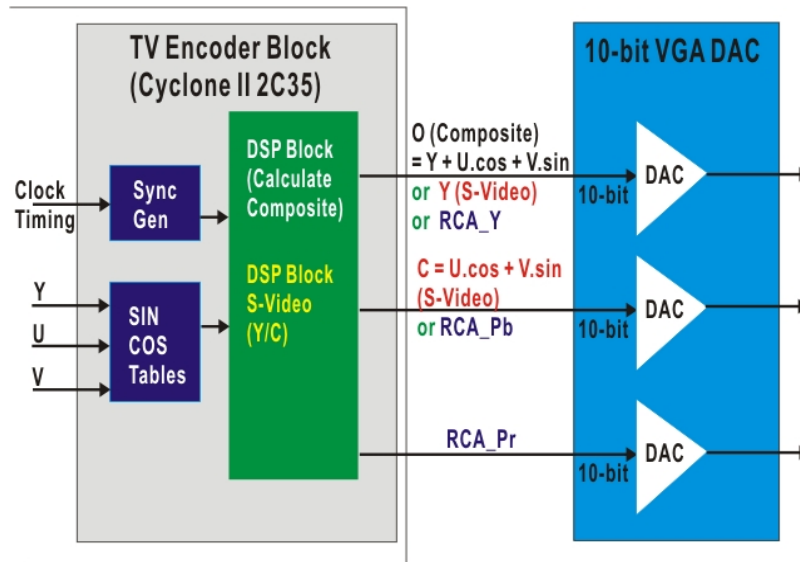 TV Encoder Block
(Cyclone II 2C35)
10-bit VGA DAC
Clock
Timing
Sync
Gen
Y
U
V
SIN
COS
Tables
DSP Block
(Calculate
Composite)
DSP Block
S-Video
(Y/C)
O (Composite)
= Y + U.cos + V.sin
or Y (S-Video)
or RCA_Y
10-bit
DAC
C = U.cos + V.sin
(S-Video)
or RCA_Pb
10-bit
DAC
RCA_Pr
10-bit
DAC